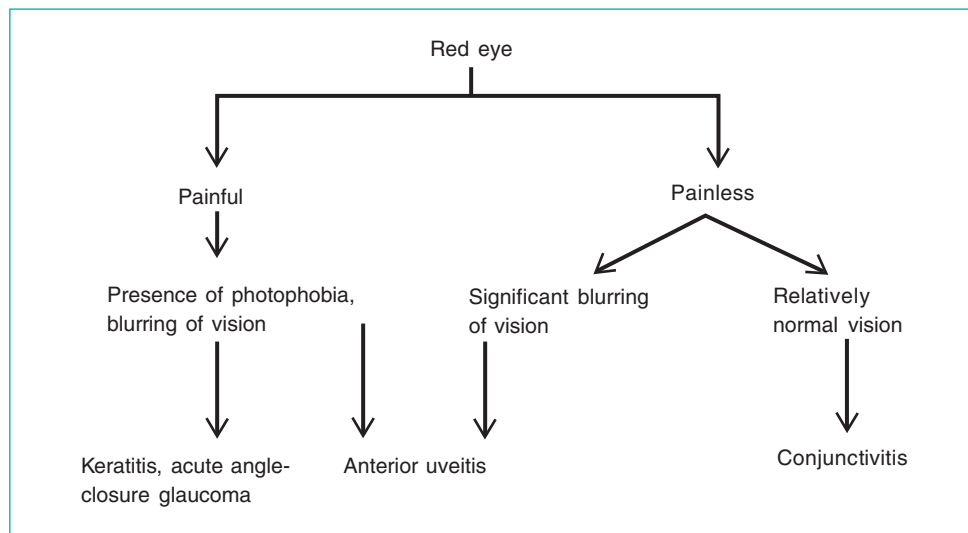 Red eye
Painful
Painless
Presence of photophobia,
blurring of vision
Significant blurring
of vision
Relatively
normal vision
Keratitis, acute angle-
closure glaucoma
Anterior uveitis
Conjunctivitis